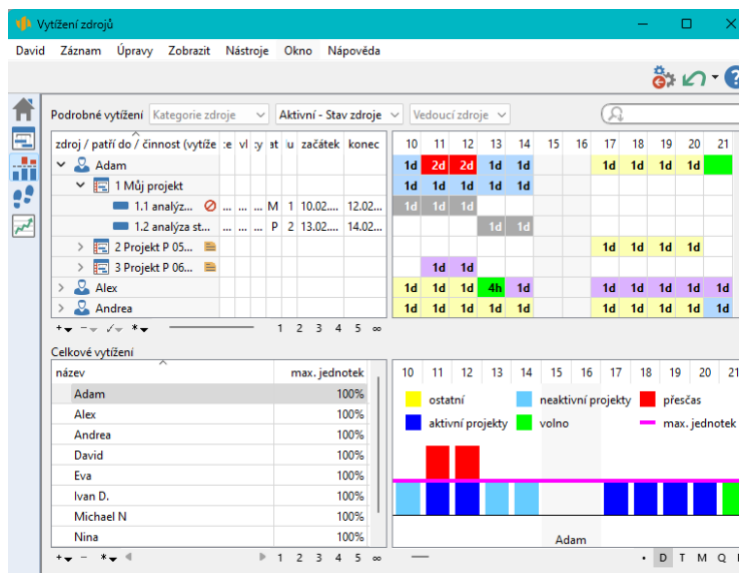 Vytížení zdrojů
David Záznam Úpravy Zobrazit Nástroje Okno Nápověda
Podrobné vytížení Kategorie zdroje Aktivní - Stav zdroje Vedoucí zdroje
zdroj / patří do / činnost (vytíže :e vl :y at ıu začátek konec 10 11 12 13 14 15 16 17 18 19 20 21
Adam 1d 2d 2d 1d 1d 1d 1d 1d 1d
1 Můj projekt 1d 1d 1d 1d 1d
1.1 analýz... ... ... ... M 1 10.02.... 12.02.... 1d 1d 1d
1.2 analýza st... ... ... ... P 2 13.02.... 14.02.... 1d 1d
2 Projekt P 05... 1d 1d 1d 1d
3 Projekt P 06... 1d 1d
Alex 1d 1d 1d 4h 1d 1d 1d 1d 1d 1d
Andrea 1d 1d 1d 1d 1d 1d 1d 1d 1d 1d
1 2 3 4 5 ∞
Celkové vytížení
název max. jednotek 10 11 12 13 14 15 16 17 18 19 20 21
Adam 100%
Alex 100%
Andrea 100%
David 100%
Eva 100%
Ivan D. 100%
Michael N 100%
Nina 100%
ostatní neaktivní projekty přesčas
aktivní projekty volno max. jednotek
Adam
1 2 3 4 5 ∞ D T M Q